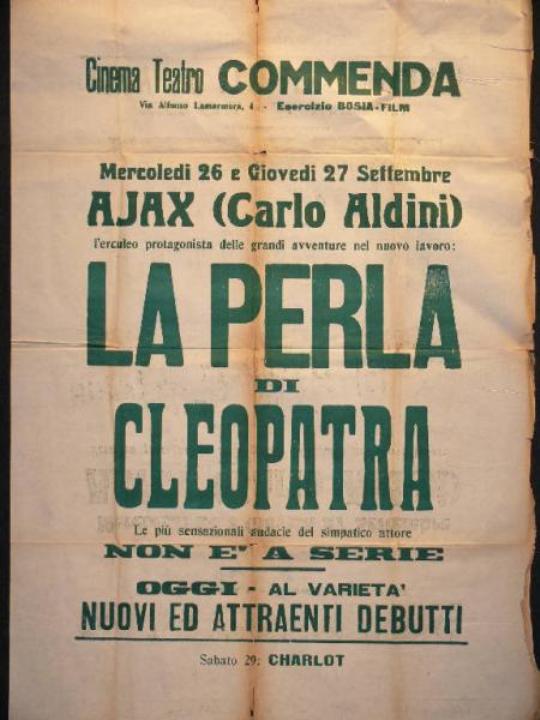 Cinema Teatro COMMENDA
Via Alfonso Lamarmora, 4 - Esercizio BOSIA-FILM
Mercoledi 26 e Giovedi 27 Settembre
AJAX (Carlo Aldini)
l'erculeo protagonista delle grandi avventure nel nuovo lavoro:
LA PERLA
DI
CLEOPATRA
Le più sensazionali audacie del simpatico attore
NON E' A SERIE
OGGI - AL VARIETA'
NUOVI ED ATTRAENTI DEBUTTI
Sabato 29: CHARLOT